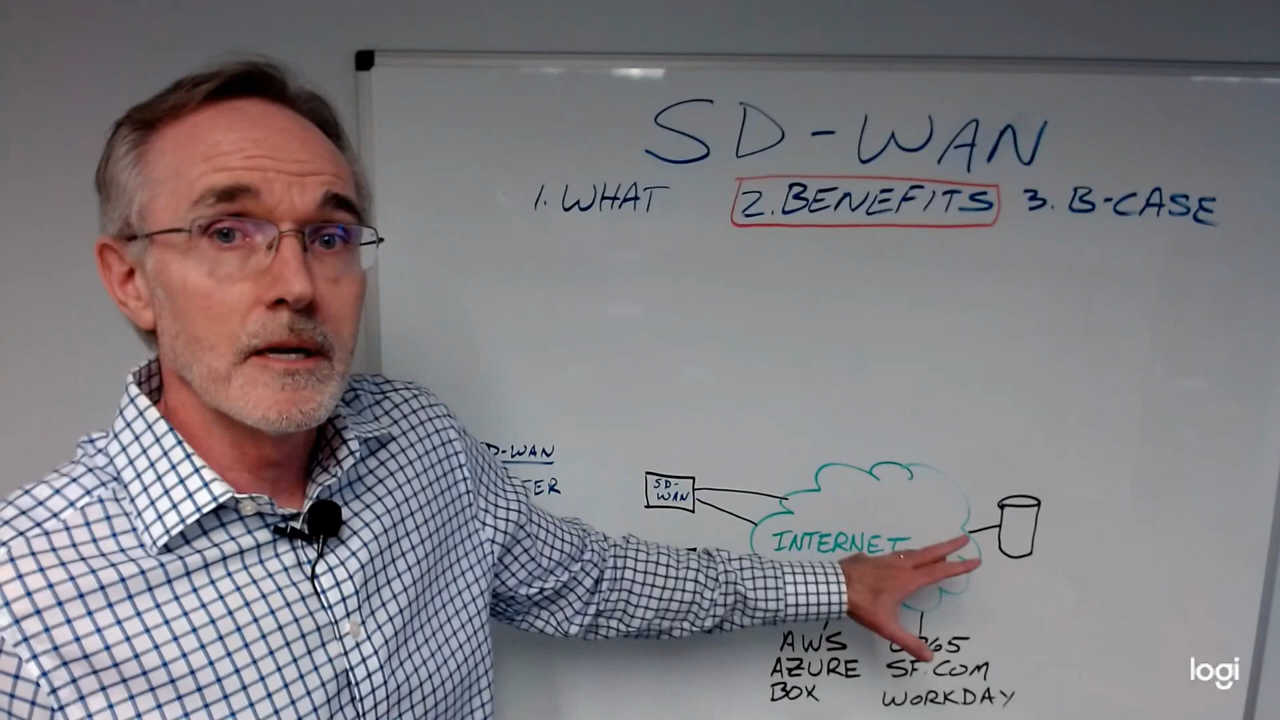 SD-WAN
1. WHAT 2. BENEFITS 3. B-CASE
D-WAN
TER
SD-
WAN
INTERNET
AWS
AZURE SF.COM
BOX WORKDAY
logi